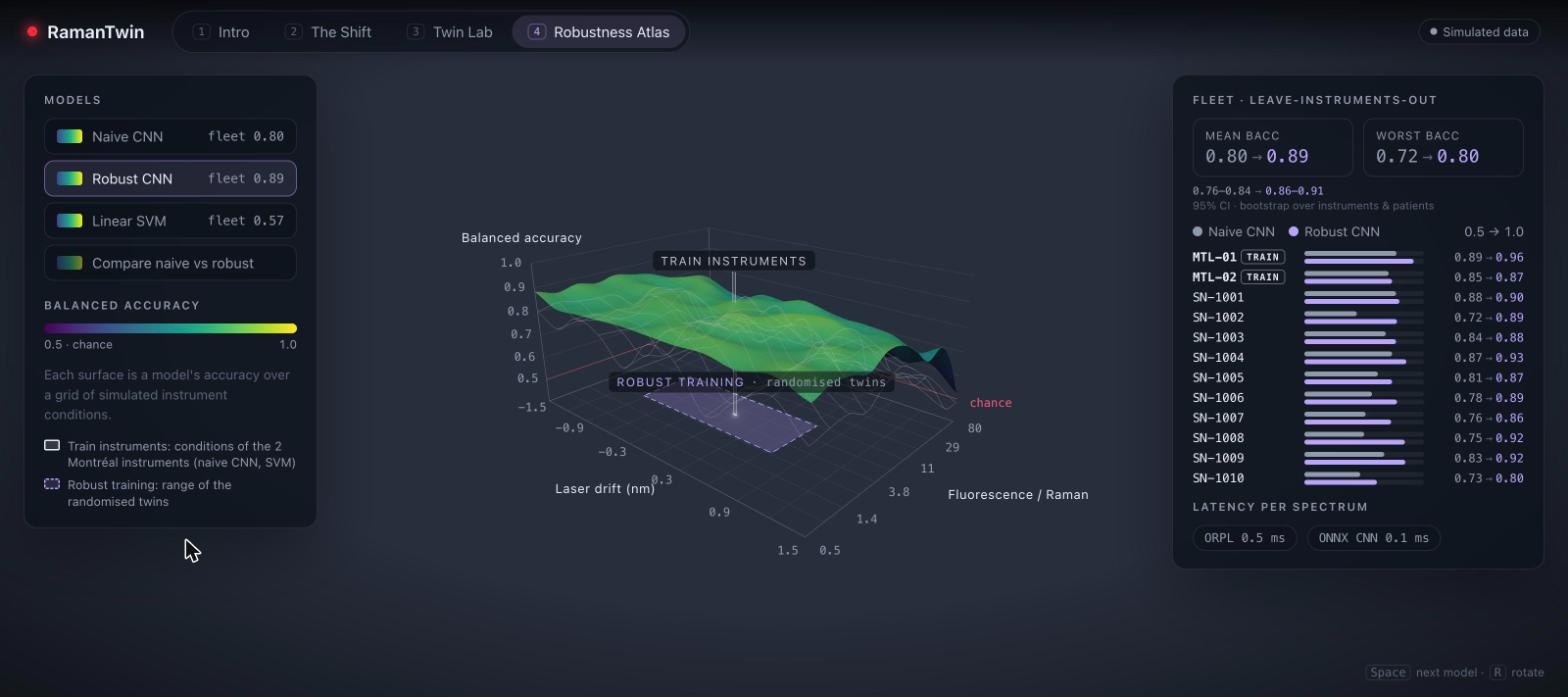 RamanTwin
1 Intro
2 The Shift
3 Twin Lab
4 Robustness Atlas
Simulated data
MODELS
Naive CNN fleet 0.80
Robust CNN fleet 0.89
Linear SVM fleet 0.57
Compare naive vs robust
BALANCED ACCURACY
0.5 · chance 1.0
Each surface is a model's accuracy over
a grid of simulated instrument
conditions.
Train instruments: conditions of the 2
Montréal instruments (naive CNN, SVM)
Robust training: range of the
randomised twins
Balanced accuracy
TRAIN INSTRUMENTS
1.0
0.9
0.8
0.7
0.6
0.5
ROBUST TRAINING · randomised twins
chance
−1.5
−0.9
−0.3
0.3
0.9
1.5
Laser drift (nm)
0.5
1.4
3.8
11
29
80
Fluorescence / Raman
FLEET · LEAVE-INSTRUMENTS-OUT
MEAN BACC
0.80→0.89
WORST BACC
0.72→0.80
0.76–0.84 → 0.86–0.91
95% CI · bootstrap over instruments & patients
Naive CNN Robust CNN 0.5 → 1.0
MTL-01 TRAIN 0.89→0.96
MTL-02 TRAIN 0.85→0.87
SN-1001 0.88→0.90
SN-1002 0.72→0.89
SN-1003 0.84→0.88
SN-1004 0.87→0.93
SN-1005 0.81→0.87
SN-1006 0.78→0.89
SN-1007 0.76→0.86
SN-1008 0.75→0.92
SN-1009 0.83→0.92
SN-1010 0.73→0.80
LATENCY PER SPECTRUM
ORPL 0.5 ms
ONNX CNN 0.1 ms
Space next model · R rotate